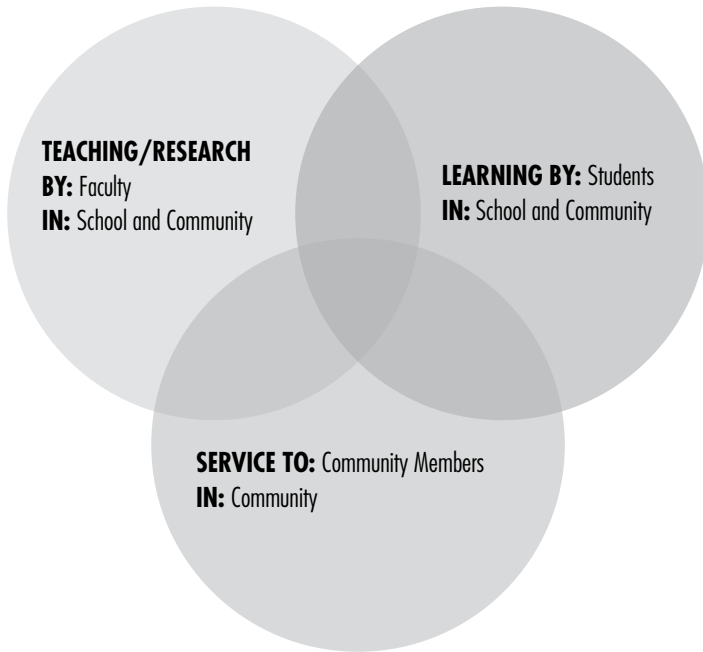 TEACHING/RESEARCH
BY: Faculty
IN: School and Community
LEARNING BY: Students
IN: School and Community
SERVICE TO: Community Members
IN: Community